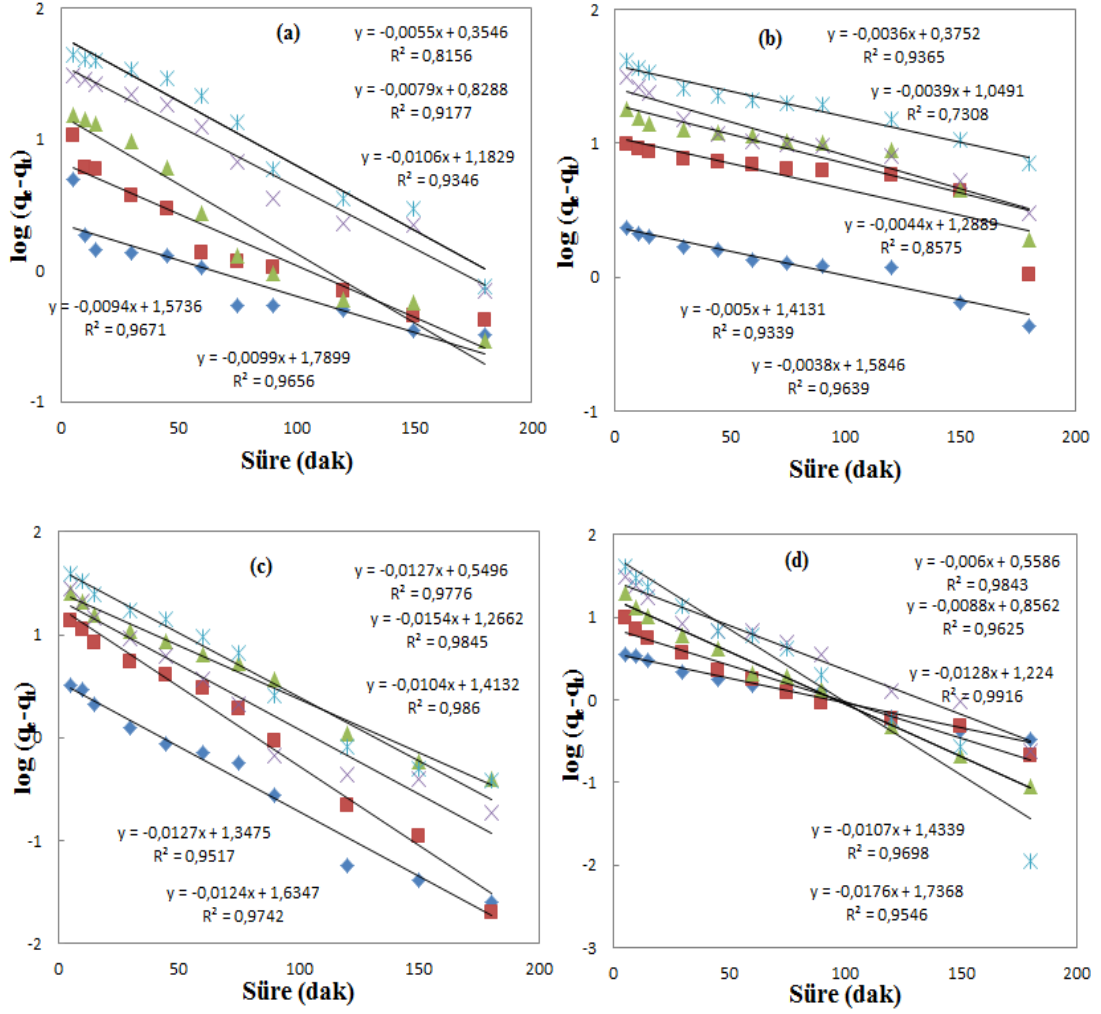 (a)
y = -0,0055x + 0,3546
R² = 0,8156
y = -0,0079x + 0,8288
R² = 0,9177
y = -0,0106x + 1,1829
R² = 0,9346
y = -0,0094x + 1,5736
R² = 0,9671
y = -0,0099x + 1,7899
R² = 0,9656
2
1
0
-1
0 50 100 150 200
log (qe-qt)
Süre (dak)
(b)
y = -0,0036x + 0,3752
R² = 0,9365
y = -0,0039x + 1,0491
R² = 0,7308
y = -0,0044x + 1,2889
R² = 0,8575
y = -0,005x + 1,4131
R² = 0,9339
y = -0,0038x + 1,5846
R² = 0,9639
2
1
0
-1
0 50 100 150 200
log (qe-qt)
Süre (dak)
(c)
y = -0,0127x + 0,5496
R² = 0,9776
y = -0,0154x + 1,2662
R² = 0,9845
y = -0,0104x + 1,4132
R² = 0,986
y = -0,0127x + 1,3475
R² = 0,9517
y = -0,0124x + 1,6347
R² = 0,9742
2
1
0
-1
-2
0 50 100 150 200
log (qe-qt)
Süre (dak)
(d)
y = -0,006x + 0,5586
R² = 0,9843
y = -0,0088x + 0,8562
R² = 0,9625
y = -0,0128x + 1,224
R² = 0,9916
y = -0,0107x + 1,4339
R² = 0,9698
y = -0,0176x + 1,7368
R² = 0,9546
2
1
0
-1
-2
-3
0 50 100 150 200
log (qe-qt)
Süre (dak)